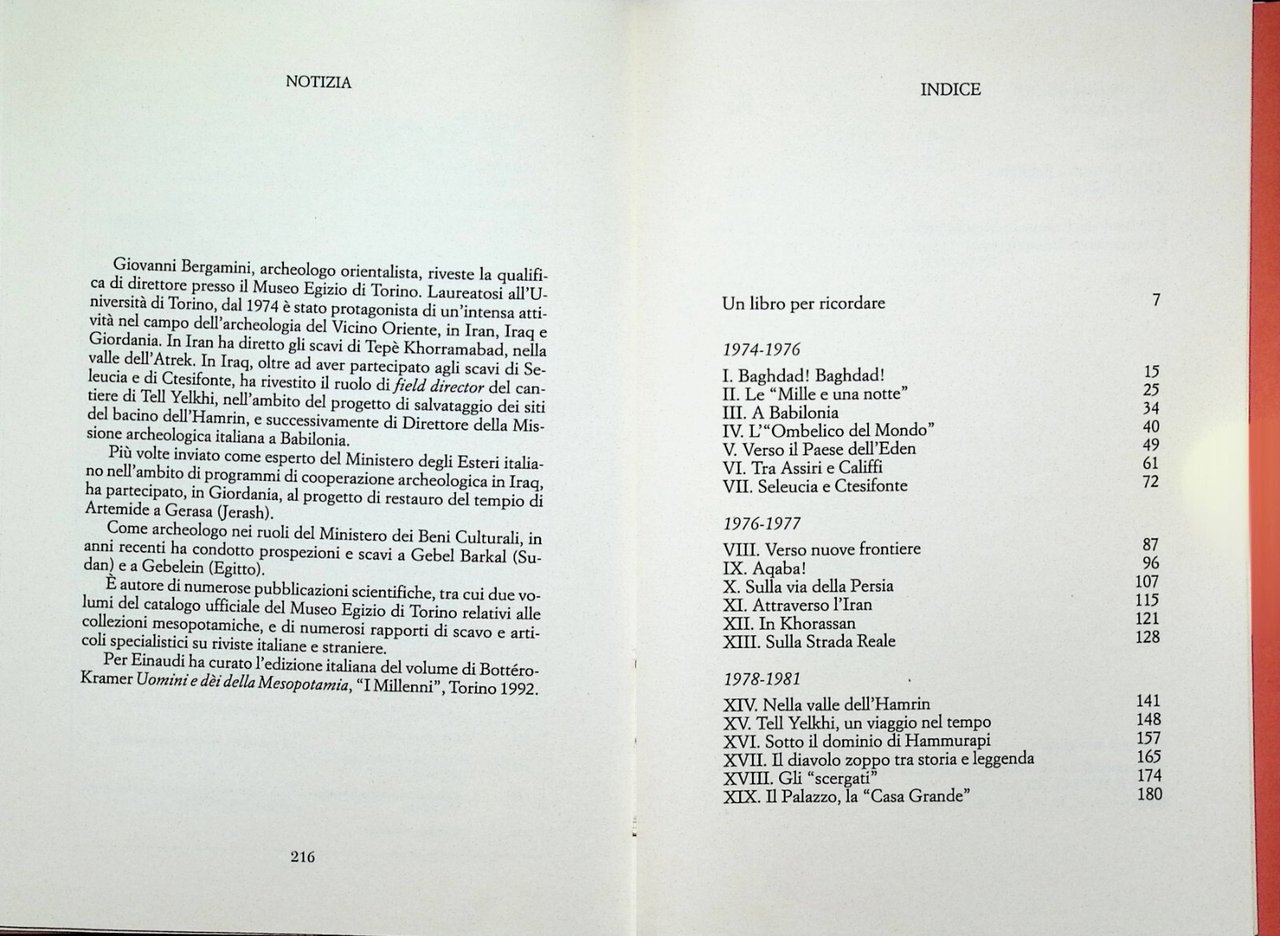 NOTIZIA
Giovanni Bergamini, archeologo orientalista, riveste la qualifi-
ca di direttore presso il Museo Egizio di Torino. Laureatosi all'U-
niversità di Torino, dal 1974 è stato protagonista di un'intensa atti-
vità nel campo dell'archeologia del Vicino Oriente, in Iran, Iraq e
Giordania. In Iran ha diretto gli scavi di Tepè Khorramabad, nella
valle dell'Atrek. In Iraq, oltre ad aver partecipato agli scavi di Se-
leucia e di Ctesifonte, ha rivestito il ruolo di field director del can-
tiere di Tell Yelkhi, nell'ambito del progetto di salvataggio dei siti
del bacino dell'Hamrin, e successivamente di Direttore della Mis-
sione archeologica italiana a Babilonia.
Più volte inviato come esperto del Ministero degli Esteri italia-
no nell'ambito di programmi di cooperazione archeologica in Iraq,
ha partecipato, in Giordania, al progetto di restauro del tempio di
Artemide a Gerasa (Jerash).
Come archeologo nei ruoli del Ministero dei Beni Culturali, in
anni recenti ha condotto prospezioni e scavi a Gebel Barkal (Su-
dan) e a Gebelein (Egitto).
È autore di numerose pubblicazioni scientifiche, tra cui due vo-
lumi del catalogo ufficiale del Museo Egizio di Torino relativi alle
collezioni mesopotamiche, e di numerosi rapporti di scavo e arti-
coli specialistici su riviste italiane e straniere.
Per Einaudi ha curato l'edizione italiana del volume di Bottéro-
Kramer Uomini e dèi della Mesopotamia, "I Millenni", Torino 1992.
216
INDICE
Un libro per ricordare 7
1974-1976
I. Baghdad! Baghdad! 15
II. Le "Mille e una notte" 25
III. A Babilonia 34
IV. L'"Ombelico del Mondo" 40
V. Verso il Paese dell'Eden 49
VI. Tra Assiri e Califfi 61
VII. Seleucia e Ctesifonte 72
1976-1977
VIII. Verso nuove frontiere 87
IX. Aqaba! 96
X. Sulla via della Persia 107
XI. Attraverso l'Iran 115
XII. In Khorassan 121
XIII. Sulla Strada Reale 128
1978-1981
XIV. Nella valle dell'Hamrin 141
XV. Tell Yelkhi, un viaggio nel tempo 148
XVI. Sotto il dominio di Hammurapi 157
XVII. Il diavolo zoppo tra storia e leggenda 165
XVIII. Gli "scergati" 174
XIX. Il Palazzo, la "Casa Grande" 180